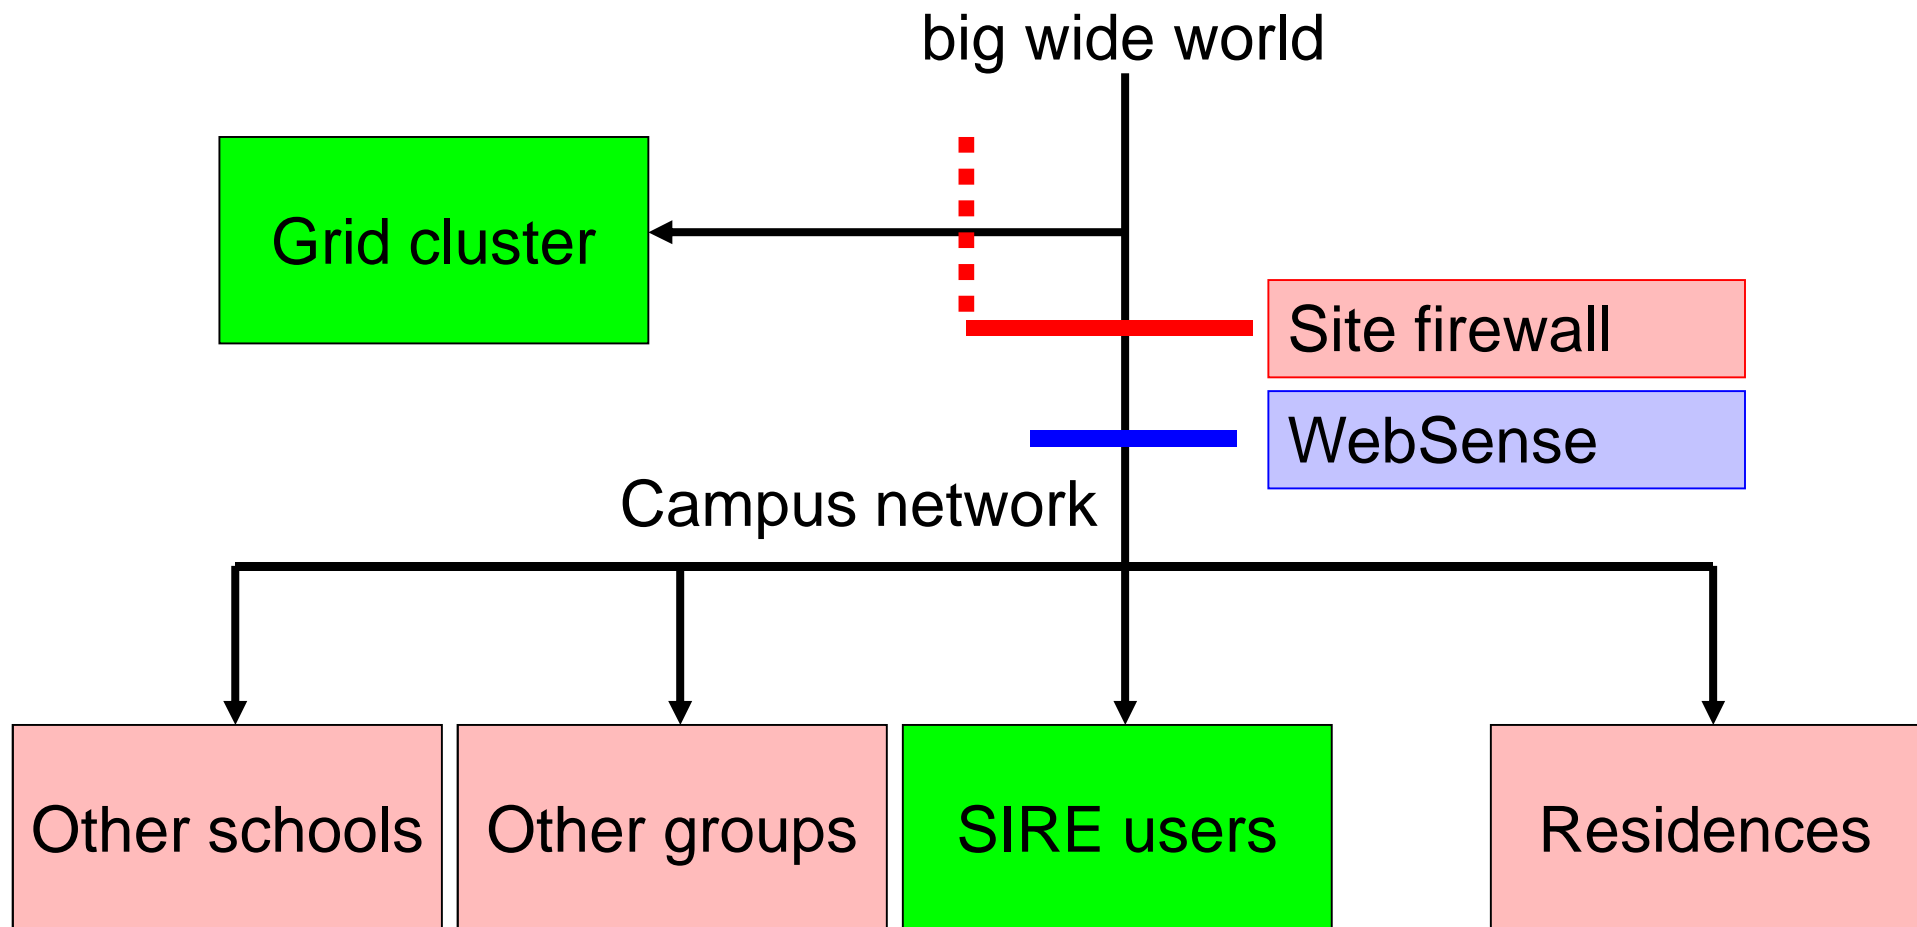 big wide world
Grid cluster
Site firewall
WebSense
Campus network
Other schools
Other groups
SIRE users
Residences